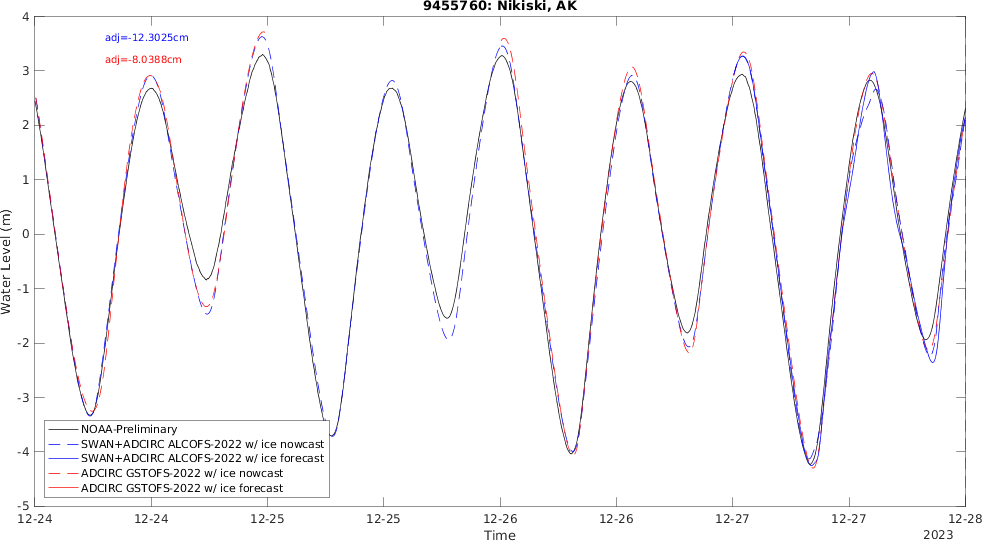 9455760: Nikiski, AK
adj=-12.3025cm
adj=-8.0388cm
Water Level (m)
4
3
2
1
0
-1
-2
-3
-4
-5
NOAA-Preliminary
SWAN+ADCIRC ALCOFS-2022 w/ ice nowcast
SWAN+ADCIRC ALCOFS-2022 w/ ice forecast
ADCIRC GSTOFS-2022 w/ ice nowcast
ADCIRC GSTOFS-2022 w/ ice forecast
12-24 12-24 12-25 12-25 12-26 12-26 12-27 12-27 12-28
Time
2023